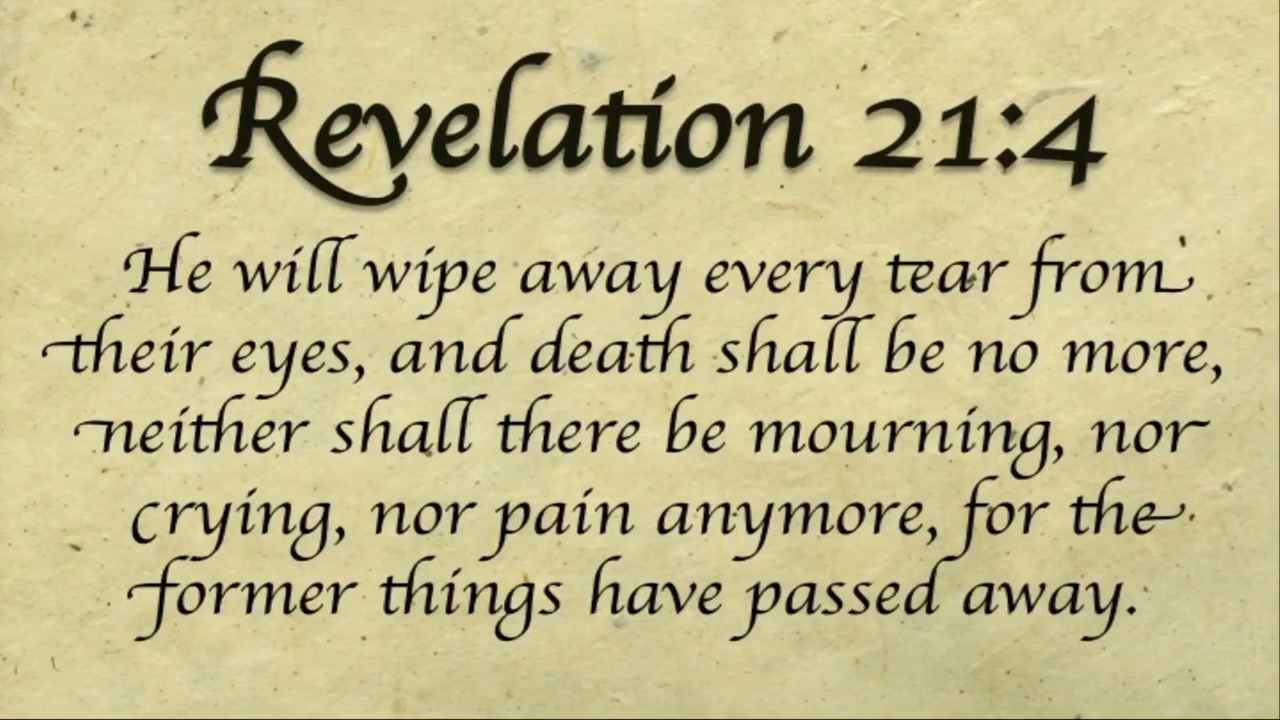 Revelation 21:4
He will wipe away every tear from
their eyes, and death shall be no more,
neither shall there be mourning, nor
crying, nor pain anymore, for the
former things have passed away.